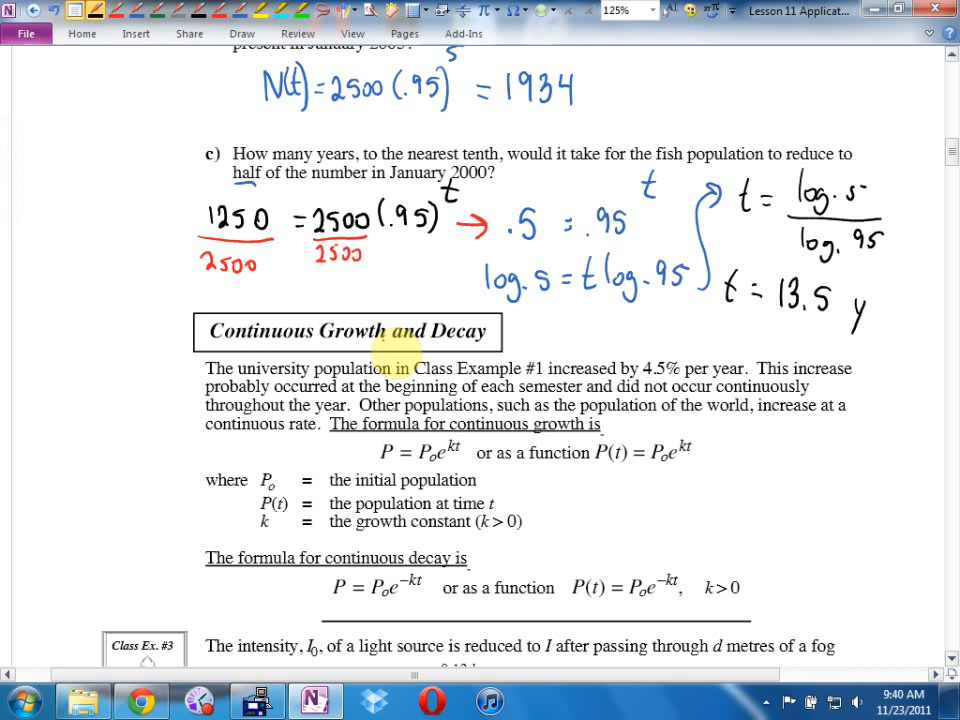 125%
Lesson 11 Applicat...
File Home Insert Share Draw Review View Pages Add-Ins
N(t) = 2500 (.95)^5 = 1934
c) How many years, to the nearest tenth, would it take for the fish population to reduce to
half of the number in January 2000?
1250 = 2500 (.95)^t → .5 = .95^t
2500 2500
log .5 = t log .95
t = log .5 / log .95
t = 13.5 y
Continuous Growth and Decay
The university population in Class Example #1 increased by 4.5% per year. This increase
probably occurred at the beginning of each semester and did not occur continuously
throughout the year. Other populations, such as the population of the world, increase at a
continuous rate. The formula for continuous growth is
P = Poe^kt or as a function P(t) = Poe^kt
where Po = the initial population
P(t) = the population at time t
k = the growth constant (k > 0)
The formula for continuous decay is
P = Poe^–kt or as a function P(t) = Poe^–kt, k > 0
Class Ex. #3
The intensity, I0, of a light source is reduced to I after passing through d metres of a fog
9:40 AM
11/23/2011